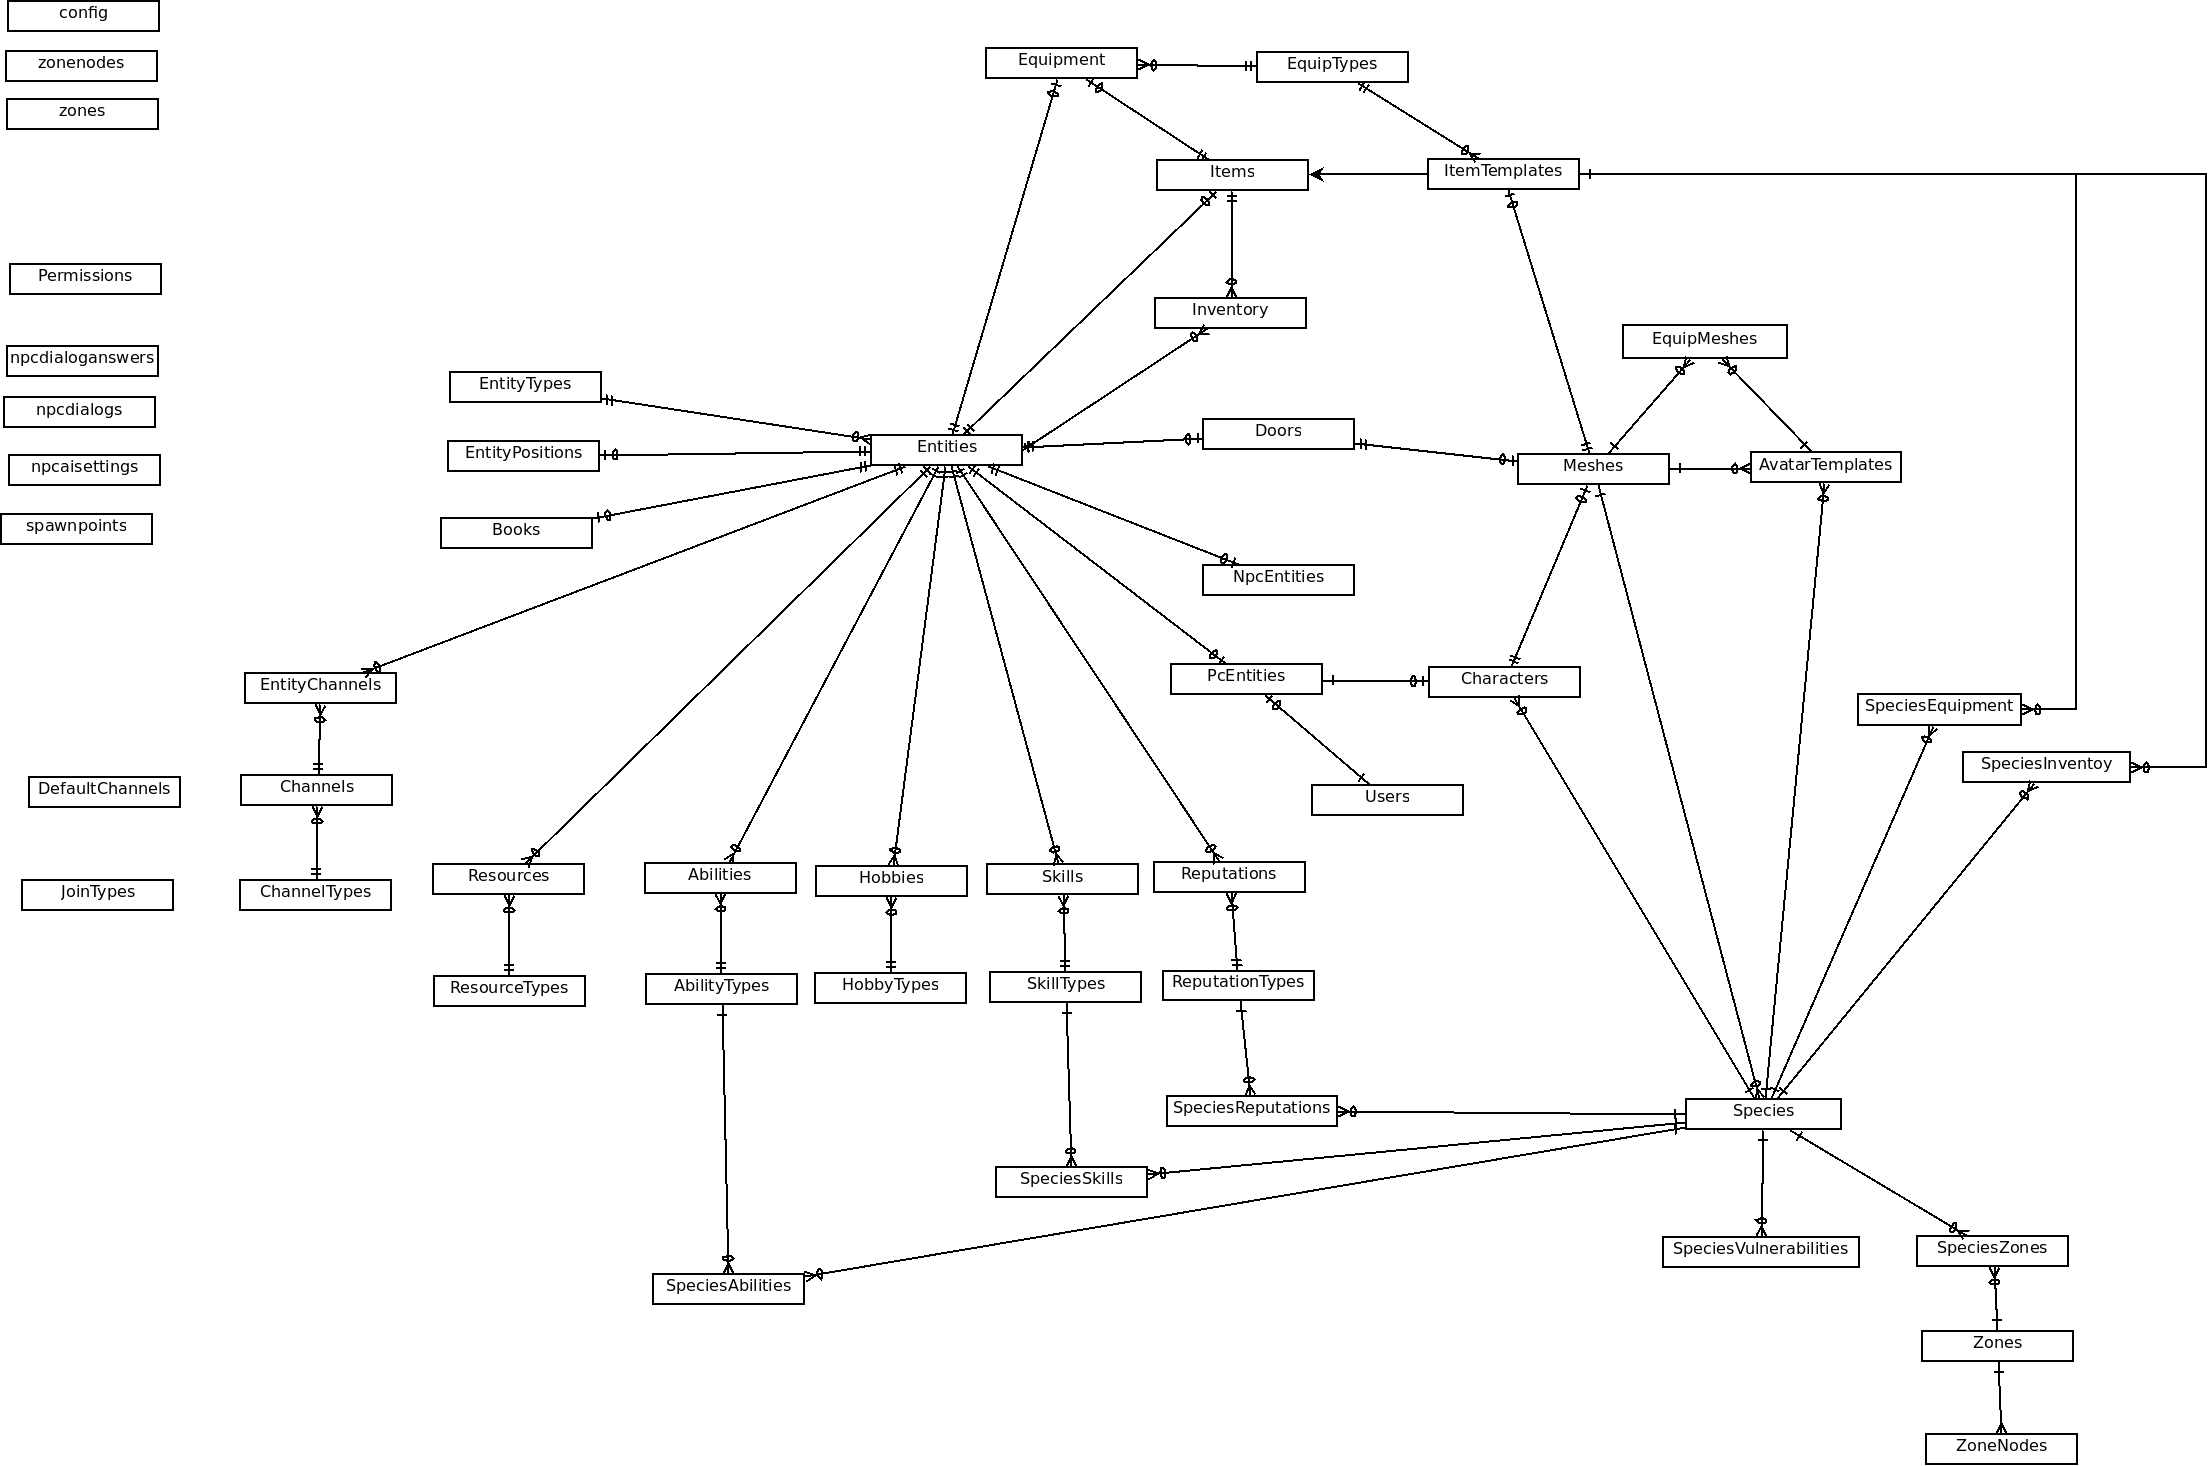 config
zonenodes
zones
Equipment
EquipTypes
Items
ItemTemplates
Permissions
Inventory
EquipMeshes
npcdialoganswers
EntityTypes
npcdialogs
Doors
Entities
EntityPositions
npcaisettings
Meshes
AvatarTemplates
spawnpoints
Books
NpcEntities
EntityChannels
PcEntities
Characters
SpeciesEquipment
SpeciesInventoy
DefaultChannels
Channels
Users
JoinTypes
ChannelTypes
Resources
Abilities
Hobbies
Skills
Reputations
ResourceTypes
AbilityTypes
HobbyTypes
SkillTypes
ReputationTypes
SpeciesReputations
Species
SpeciesSkills
SpeciesVulnerabilities
SpeciesZones
SpeciesAbilities
Zones
ZoneNodes